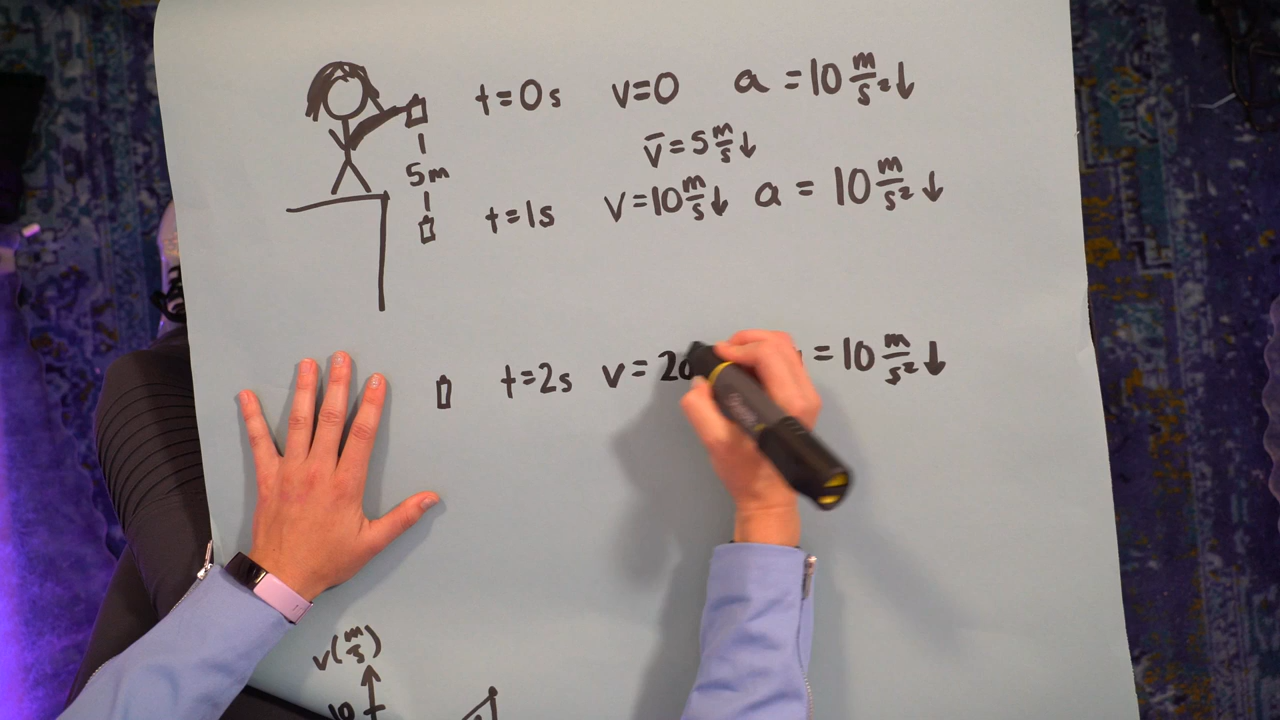 t=0s v=0 a=10 m/s²↓
v̄=5 m/s↓
5m
t=1s v=10 m/s↓ a=10 m/s²↓
t=2s v=20 =10 m/s²↓
v(m/s)
10